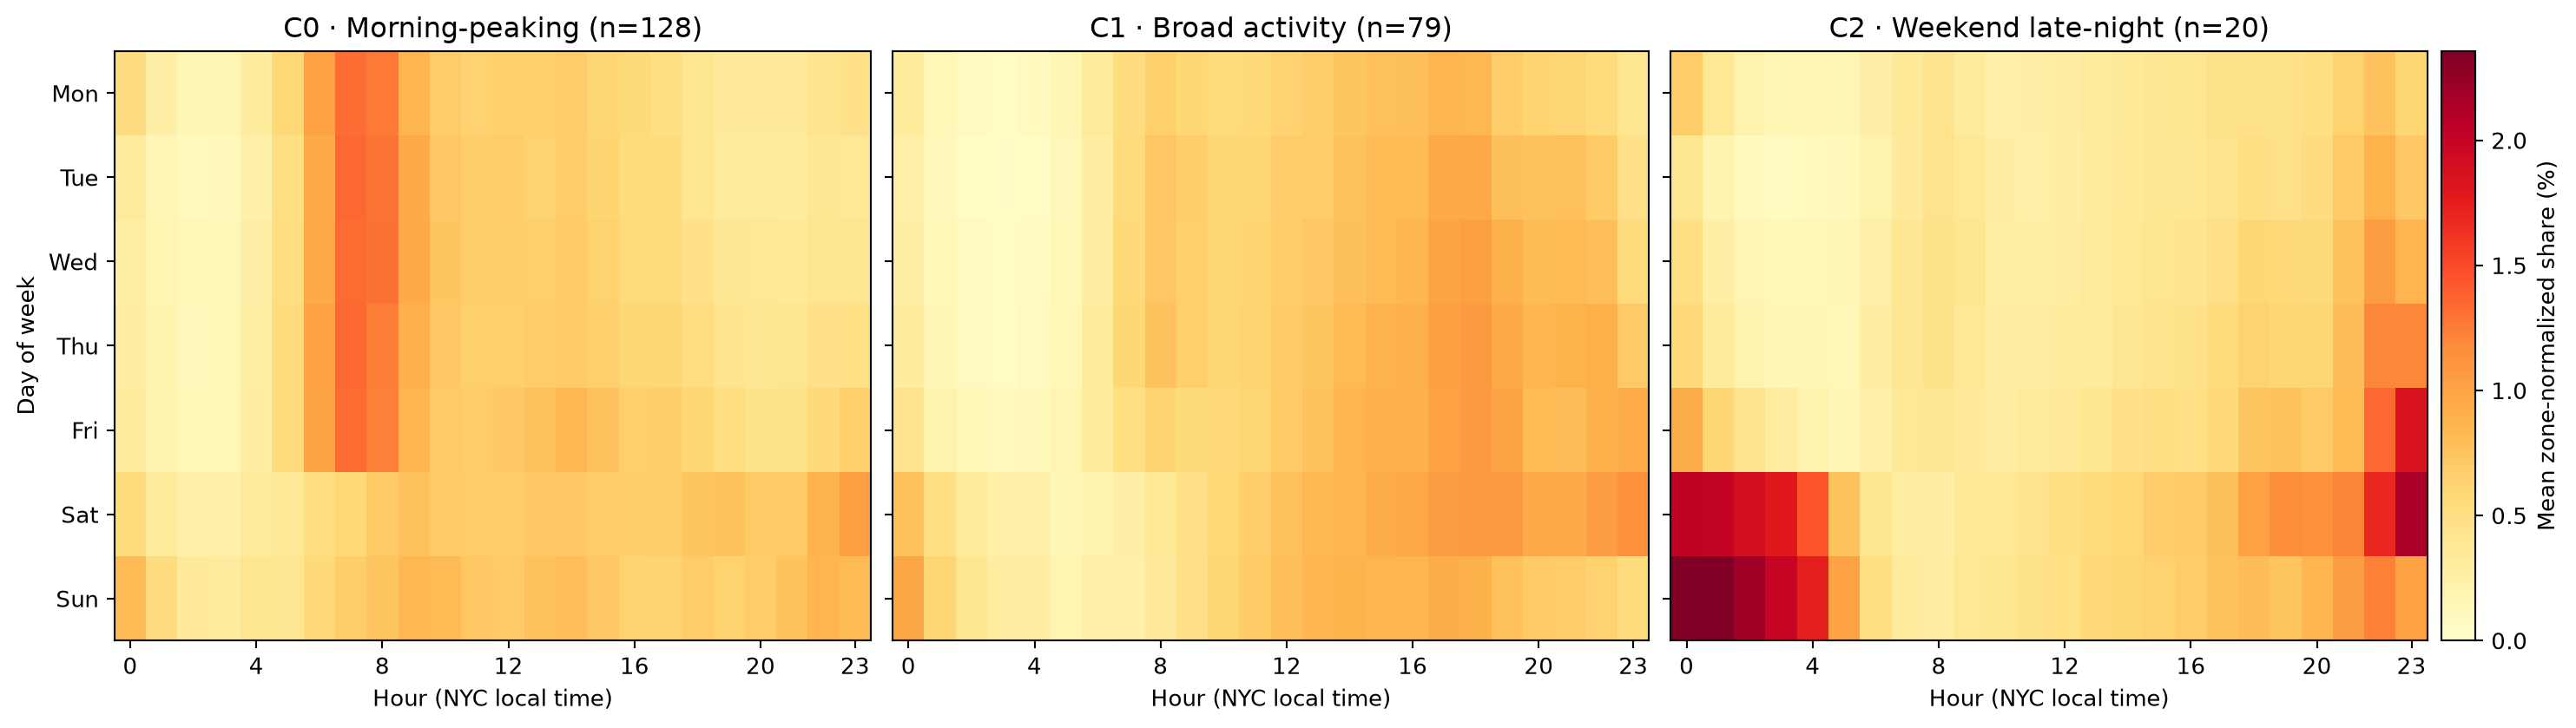 C0 · Morning-peaking (n=128)
C1 · Broad activity (n=79)
C2 · Weekend late-night (n=20)
Day of week
Mon
Tue
Wed
Thu
Fri
Sat
Sun
0 4 8 12 16 20 23
0 4 8 12 16 20 23
0 4 8 12 16 20 23
Hour (NYC local time)
Hour (NYC local time)
Hour (NYC local time)
2.0
1.5
1.0
0.5
0.0
Mean zone-normalized share (%)